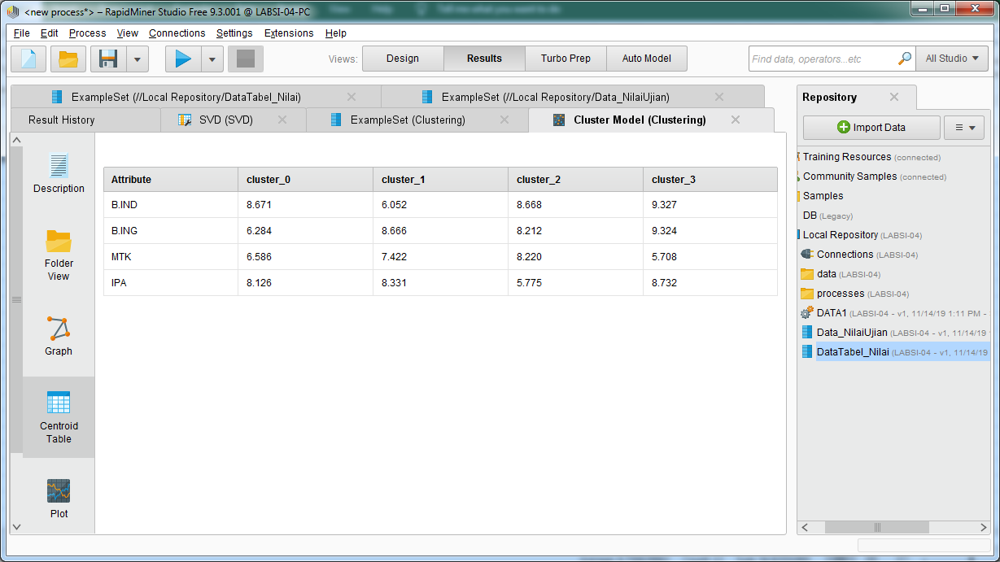 <new process*> – RapidMiner Studio Free 9.3.001 @ LABSI-04-PC
File Edit Process View Connections Settings Extensions Help
Views: Design Results Turbo Prep Auto Model Find data, operators...etc All Studio
ExampleSet (//Local Repository/DataTabel_Nilai) ExampleSet (//Local Repository/Data_NilaiUjian)
Result History SVD (SVD) ExampleSet (Clustering) Cluster Model (Clustering)
Description
Folder
View
Graph
Centroid
Table
Plot
Attribute cluster_0 cluster_1 cluster_2 cluster_3
B.IND 8.671 6.052 8.668 9.327
B.ING 6.284 8.666 8.212 9.324
MTK 6.586 7.422 8.220 5.708
IPA 8.126 8.331 5.775 8.732
Repository
Import Data
Training Resources (connected)
Community Samples (connected)
Samples
DB (Legacy)
Local Repository (LABSI-04)
Connections (LABSI-04)
data (LABSI-04)
processes (LABSI-04)
DATA1 (LABSI-04 – v1, 11/14/19 1:11 PM –
Data_NilaiUjian (LABSI-04 – v1, 11/14/19
DataTabel_Nilai (LABSI-04 – v1, 11/14/19